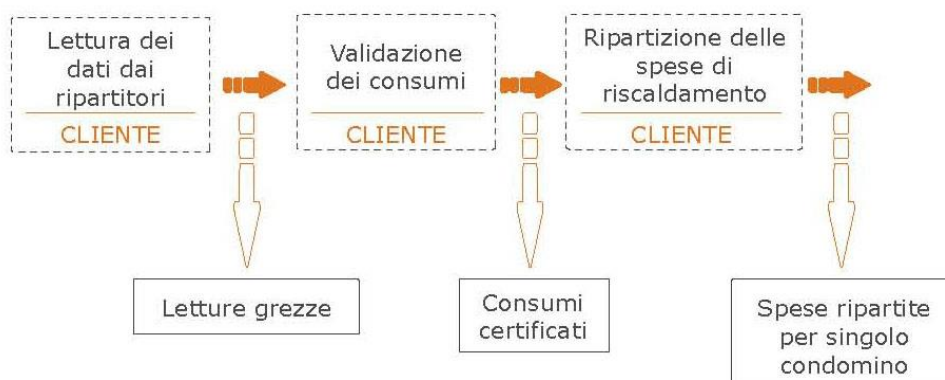 Lettura dei
dati dai
ripartitori
CLIENTE
Validazione
dei consumi
CLIENTE
Ripartizione delle
spese di
riscaldamento
CLIENTE
Letture grezze
Consumi
certificati
Spese ripartite
per singolo
condomino